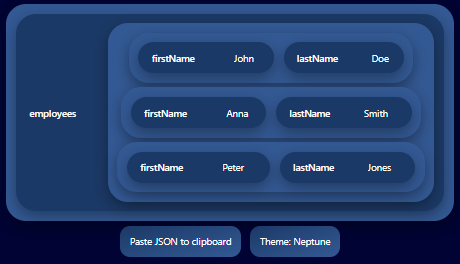 firstName John lastName Doe
employees firstName Anna lastName Smith
firstName Peter lastName Jones
Paste JSON to clipboard Theme: Neptune